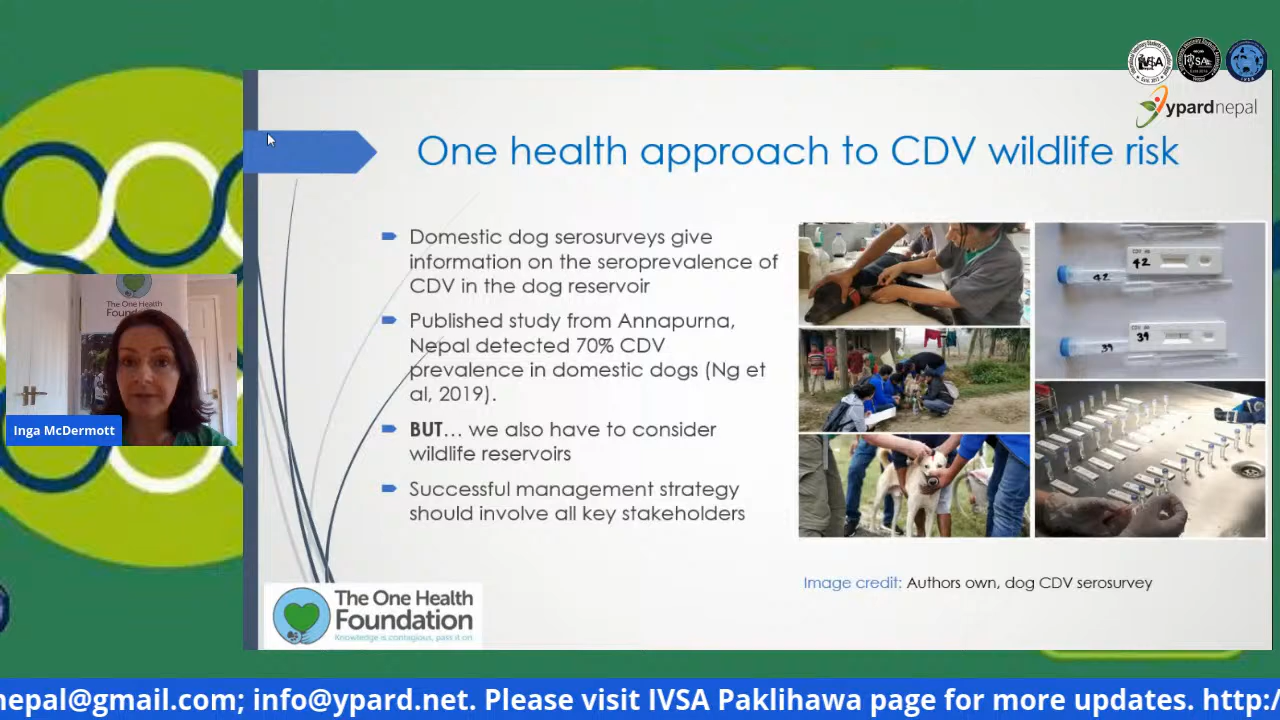 ypardnepal
One health approach to CDV wildlife risk
Domestic dog serosurveys give
information on the seroprevalence of
CDV in the dog reservoir
Published study from Annapurna,
Nepal detected 70% CDV
prevalence in domestic dogs (Ng et
al, 2019).
BUT... we also have to consider
wildlife reservoirs
Successful management strategy
should involve all key stakeholders
42
42
39
39
Image credit: Authors own, dog CDV serosurvey
The One Health
Inga McDermott
The One Health
Foundation
Knowledge is contagious, pass it on
nepal@gmail.com; info@ypard.net. Please visit IVSA Paklihawa page for more updates. http:/